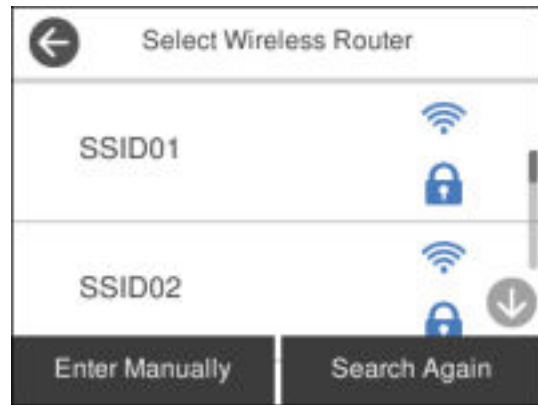 Select Wireless Router
SSID01
SSID02
Enter Manually
Search Again